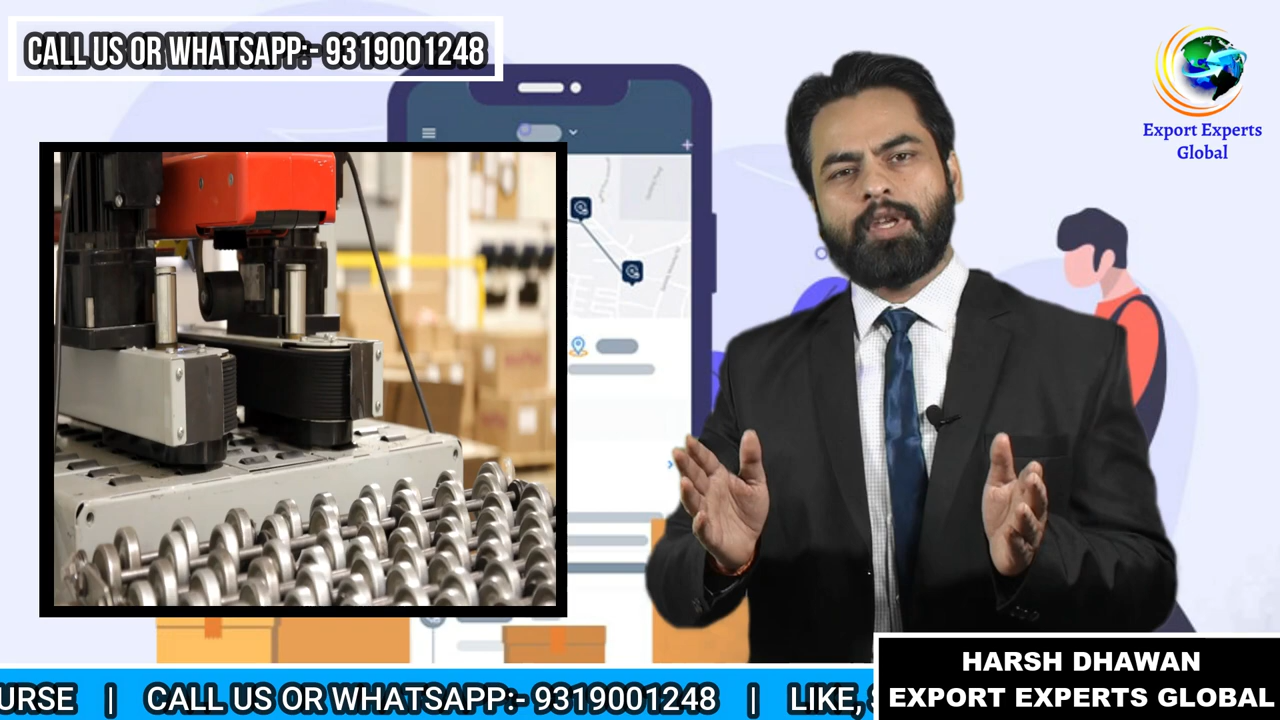 CALL US OR WHATSAPP:- 9319001248
Export Experts
Global
HARSH DHAWAN
EXPORT EXPERTS GLOBAL
URSE | CALL US OR WHATSAPP:- 9319001248 | LIKE,